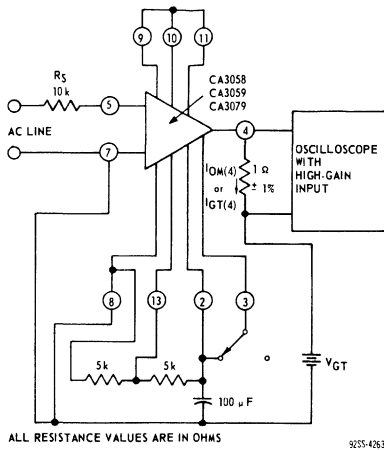 9 10 11
CA3058
CA3059
CA3079
RS
10k
5
AC LINE
7
4
IOM(4)
or
IGT(4)
1 Ω
± 1%
OSCILLOSCOPE
WITH
HIGH-GAIN
INPUT
8 13 2 3
5k 5k
100 μF
VGT
ALL RESISTANCE VALUES ARE IN OHMS
92SS-4263